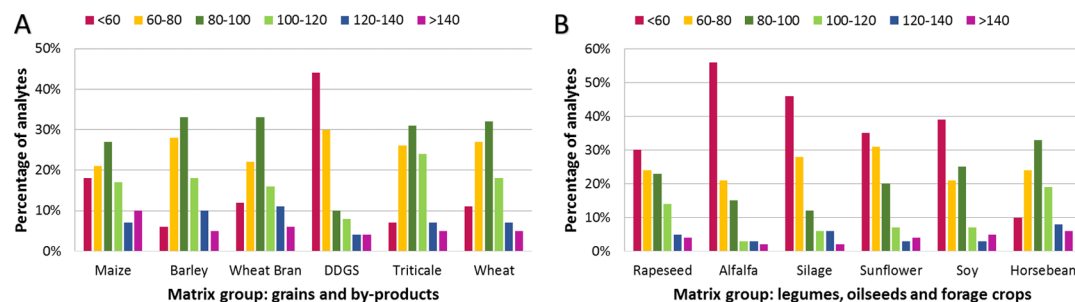 A
<60 60-80 80-100 100-120 120-140 >140
50%
40%
30%
20%
10%
0%
Percentage of analytes
Maize Barley Wheat Bran DDGS Triticale Wheat
Matrix group: grains and by-products
B
<60 60-80 80-100 100-120 120-140 >140
60%
50%
40%
30%
20%
10%
0%
Percentage of analytes
Rapeseed Alfalfa Silage Sunflower Soy Horsebean
Matrix group: legumes, oilseeds and forage crops